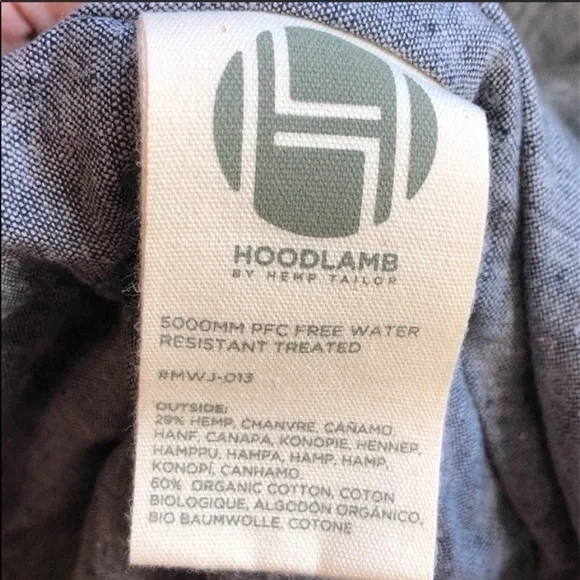 HOODLAMB
BY HEMP TAILOR
5000MM PFC FREE WATER
RESISTANT TREATED
#MWJ-013
OUTSIDE:
29% HEMP, CHANVRE, CAÑAMO,
HANF, CANAPA, KONOPIE, HENNEP,
HAMPPU, HAMPA, HAMP, HAMP,
KONOPÍ, CANHAMO
60% ORGANIC COTTON, COTON
BIOLOGIQUE, ALGODÓN ORGÁNICO,
BIO BAUMWOLLE, COTONE